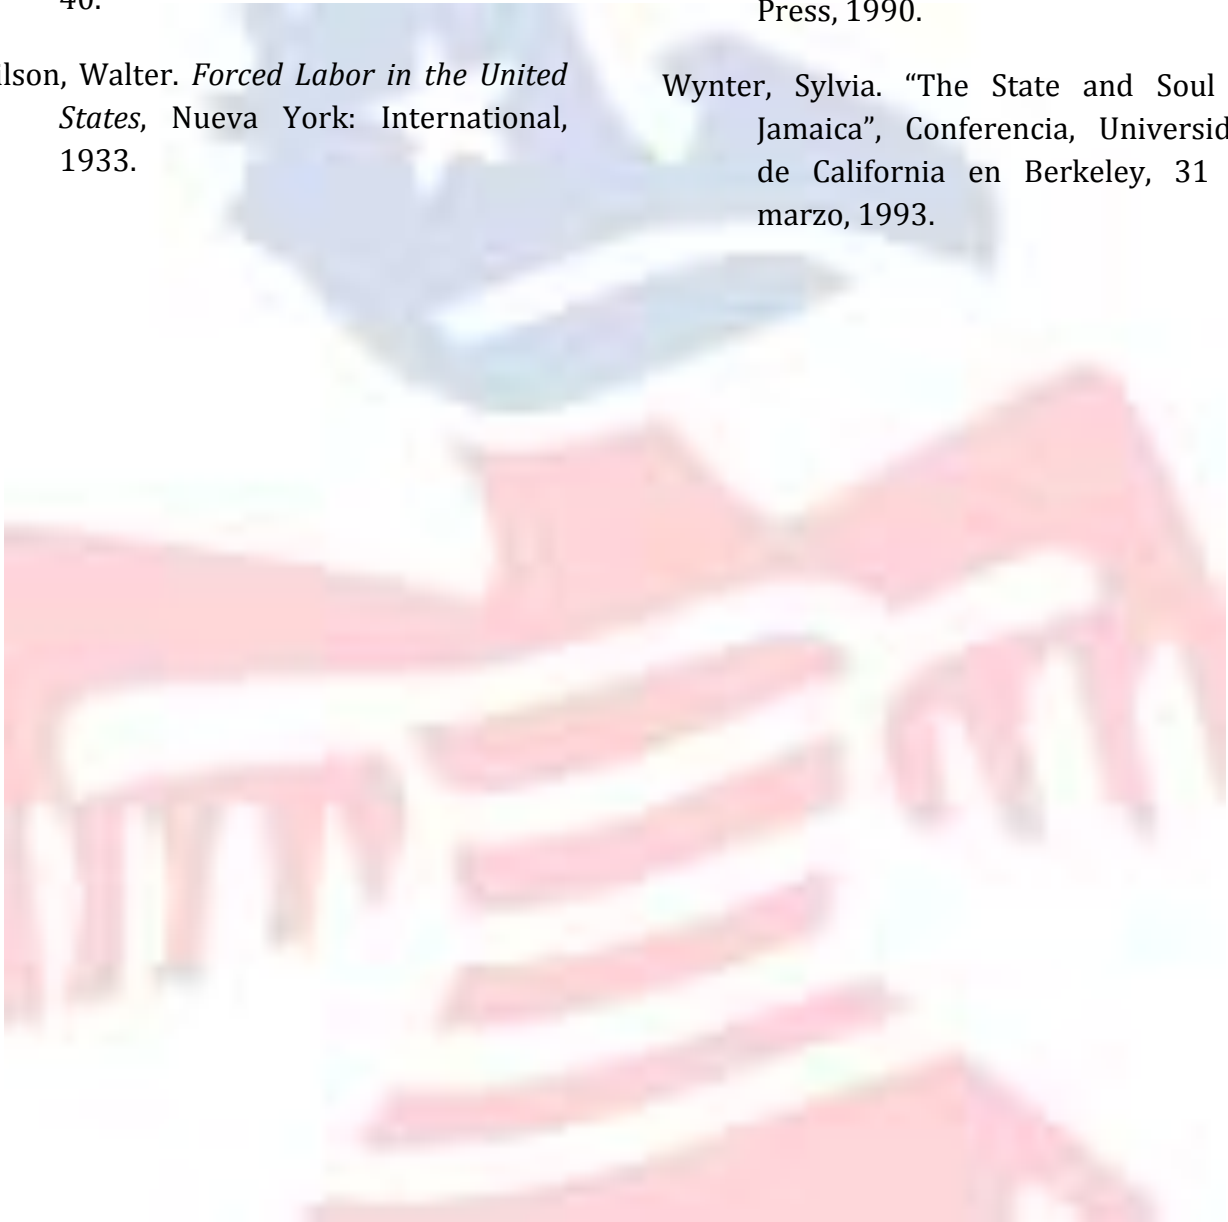 40.
ilson, Walter. Forced Labor in the United
States, Nueva York: International,
1933.
Press, 1990.
Wynter, Sylvia. “The State and Soul
Jamaica”, Conferencia, Universid
de California en Berkeley, 31
marzo, 1993.